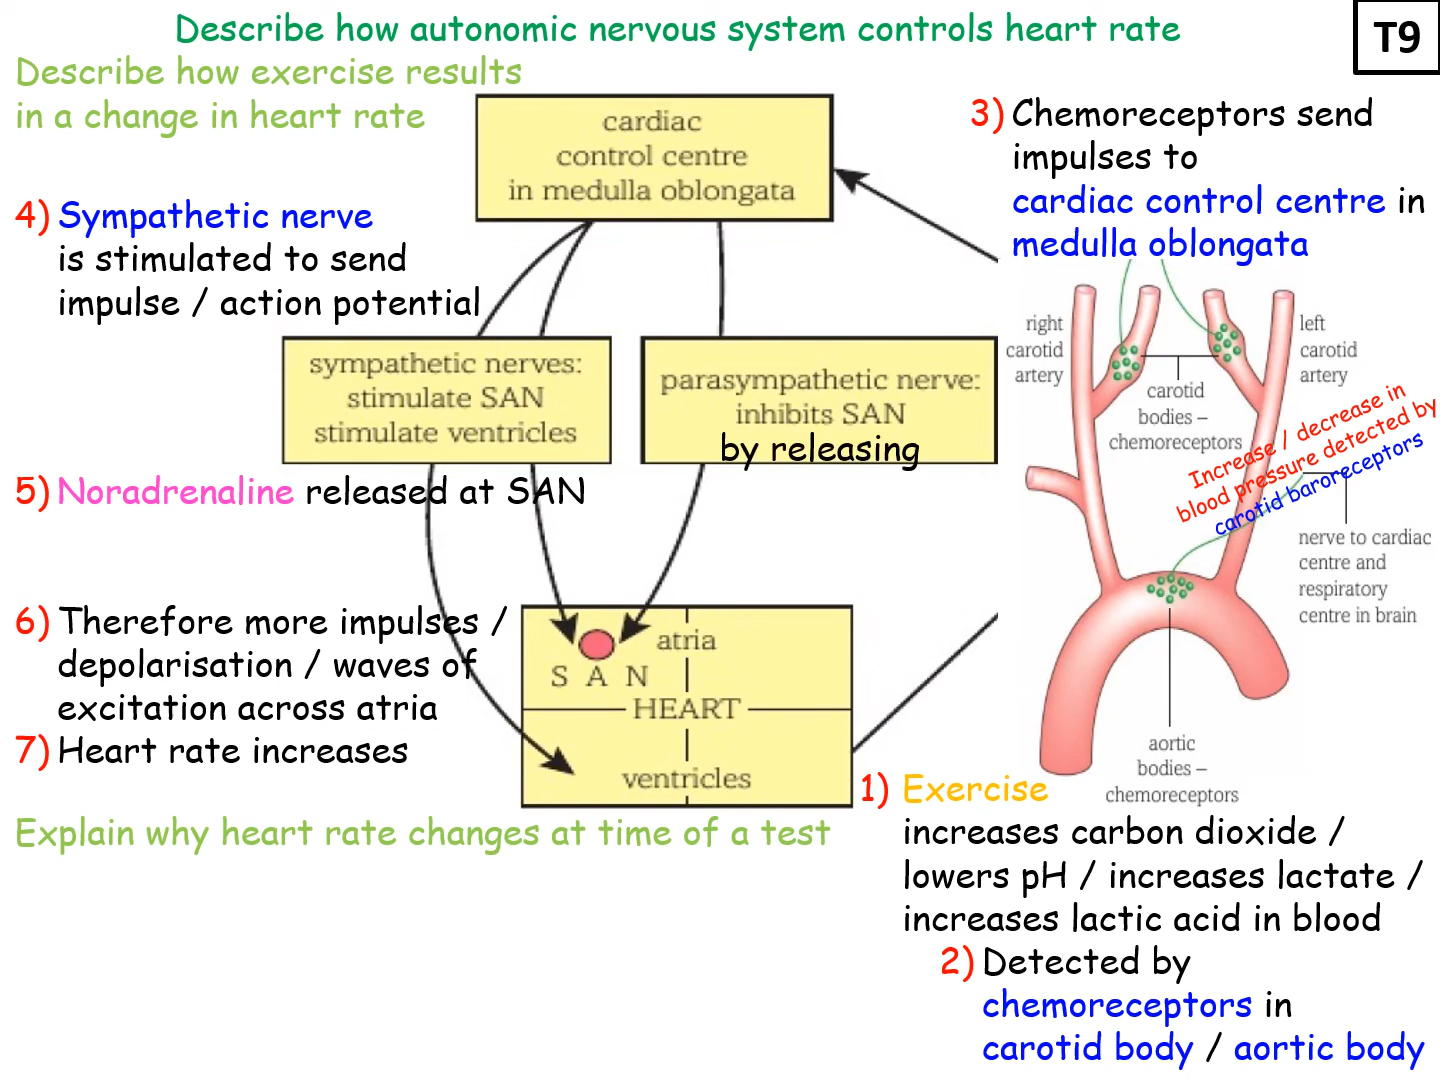 Describe how autonomic nervous system controls heart rate
T9
Describe how exercise results
in a change in heart rate
cardiac
control centre
in medulla oblongata
3) Chemoreceptors send
impulses to
cardiac control centre in
medulla oblongata
4) Sympathetic nerve
is stimulated to send
impulse / action potential
sympathetic nerves:
stimulate SAN
stimulate ventricles
parasympathetic nerve:
inhibits SAN
by releasing
right
carotid
artery
left
carotid
artery
carotid
bodies –
chemoreceptors
Increase / decrease in
blood pressure detected by
carotid baroreceptors
nerve to cardiac
centre and
respiratory
centre in brain
5) Noradrenaline released at SAN
6) Therefore more impulses /
depolarisation / waves of
excitation across atria
7) Heart rate increases
atria
S A N
HEART
ventricles
aortic
bodies –
chemoreceptors
1) Exercise
increases carbon dioxide /
lowers pH / increases lactate /
increases lactic acid in blood
2) Detected by
chemoreceptors in
carotid body / aortic body
Explain why heart rate changes at time of a test